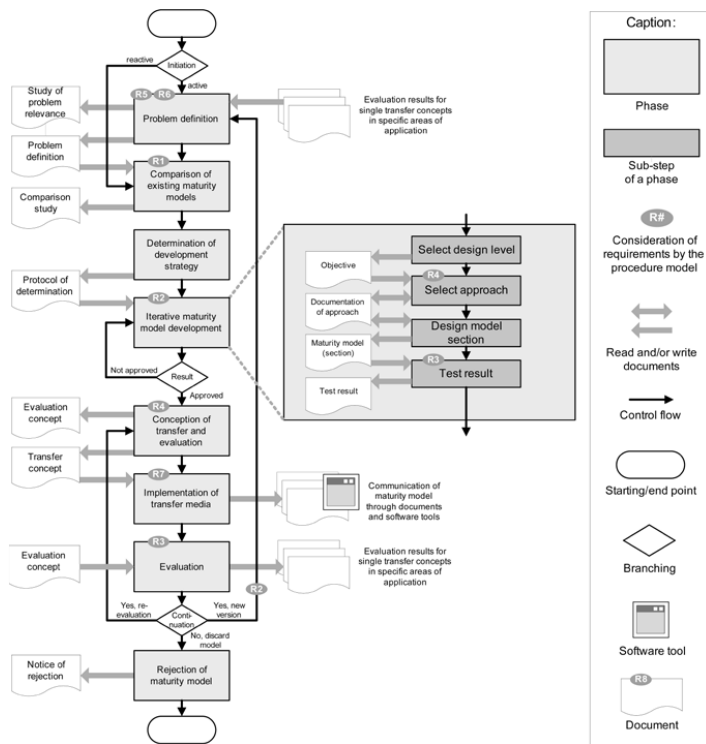 Initiation
reactive
active
R5
R6
Study of
problem
relevance
Problem
definition
Problem definition
Evaluation results for
single transfer concepts
in specific areas of
application
R1
Comparison of
existing maturity
models
Comparison
study
Determination of
development
strategy
Protocol of
determination
R2
Iterative maturity
model development
Not approved
Result
Approved
Select design level
Objective
R4
Select approach
Documentation
of approach
Design model
section
Maturity model
(section)
R3
Test result
Test result
Evaluation
concept
R4
Conception of
transfer and
evaluation
Transfer
concept
R7
Implementation of
transfer media
Communication of
maturity model
through documents
and software tools
R3
Evaluation
concept
Evaluation
Evaluation results for
single transfer concepts
in specific areas of
application
R2
Yes, re-
evaluation
Conti-
nuation
Yes, new
version
No, discard
model
Notice of
rejection
Rejection of
maturity model
Caption:
Phase
Sub-step
of a phase
R#
Consideration of
requirements by the
procedure model
Read and/or write
documents
Control flow
Starting/end point
Branching
Software tool
R8
Document